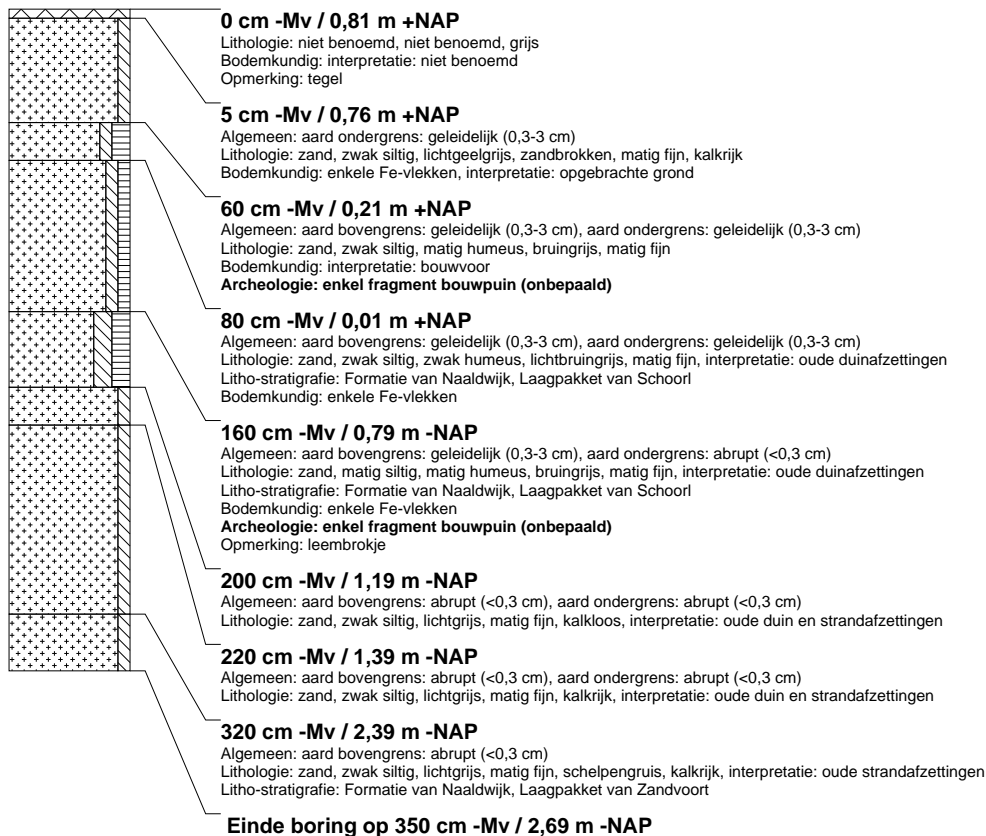 0 cm -Mv / 0,81 m +NAP
Lithologie: niet benoemd, niet benoemd, grijs
Bodemkundig: interpretatie: niet benoemd
Opmerking: tegel
5 cm -Mv / 0,76 m +NAP
Algemeen: aard ondergrens: geleidelijk (0,3-3 cm)
Lithologie: zand, zwak siltig, lichtgeelgrijs, zandbrokken, matig fijn, kalkrijk
Bodemkundig: enkele Fe-vlekken, interpretatie: opgebrachte grond
60 cm -Mv / 0,21 m +NAP
Algemeen: aard bovengrens: geleidelijk (0,3-3 cm), aard ondergrens: geleidelijk (0,3-3 cm)
Lithologie: zand, zwak siltig, matig humeus, bruingrijs, matig fijn
Bodemkundig: interpretatie: bouwvoor
Archeologie: enkel fragment bouwpuin (onbepaald)
80 cm -Mv / 0,01 m +NAP
Algemeen: aard bovengrens: geleidelijk (0,3-3 cm), aard ondergrens: geleidelijk (0,3-3 cm)
Lithologie: zand, zwak siltig, zwak humeus, lichtbruingrijs, matig fijn, interpretatie: oude duinafzettingen
Litho-stratigrafie: Formatie van Naaldwijk, Laagpakket van Schoorl
Bodemkundig: enkele Fe-vlekken
160 cm -Mv / 0,79 m -NAP
Algemeen: aard bovengrens: geleidelijk (0,3-3 cm), aard ondergrens: abrupt (<0,3 cm)
Lithologie: zand, matig siltig, matig humeus, bruingrijs, matig fijn, interpretatie: oude duinafzettingen
Litho-stratigrafie: Formatie van Naaldwijk, Laagpakket van Schoorl
Bodemkundig: enkele Fe-vlekken
Archeologie: enkel fragment bouwpuin (onbepaald)
Opmerking: leembrokje
200 cm -Mv / 1,19 m -NAP
Algemeen: aard bovengrens: abrupt (<0,3 cm), aard ondergrens: abrupt (<0,3 cm)
Lithologie: zand, zwak siltig, lichtgrijs, matig fijn, kalkloos, interpretatie: oude duin en strandafzettingen
220 cm -Mv / 1,39 m -NAP
Algemeen: aard bovengrens: abrupt (<0,3 cm), aard ondergrens: abrupt (<0,3 cm)
Lithologie: zand, zwak siltig, lichtgrijs, matig fijn, kalkrijk, interpretatie: oude duin en strandafzettingen
320 cm -Mv / 2,39 m -NAP
Algemeen: aard bovengrens: abrupt (<0,3 cm)
Lithologie: zand, zwak siltig, lichtgrijs, matig fijn, schelpengruis, kalkrijk, interpretatie: oude strandafzettingen
Litho-stratigrafie: Formatie van Naaldwijk, Laagpakket van Zandvoort
Einde boring op 350 cm -Mv / 2,69 m -NAP